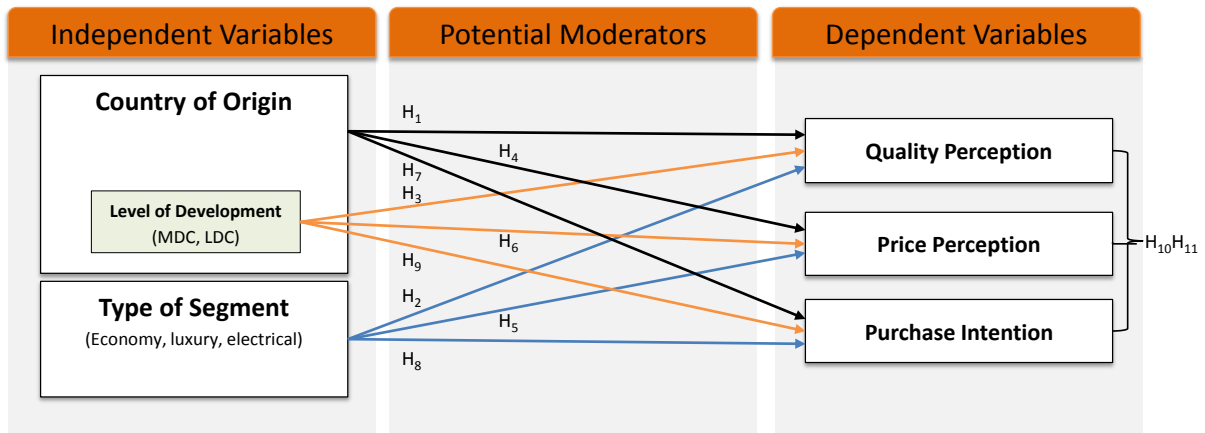 Independent Variables
Potential Moderators
Dependent Variables
Country of Origin
Level of Development
(MDC, LDC)
Type of Segment
(Economy, luxury, electrical)
H₁
H₄
H₇
H₃
H₆
H₉
H₂
H₅
H₈
Quality Perception
Price Perception
Purchase Intention
H₁₀H₁₁